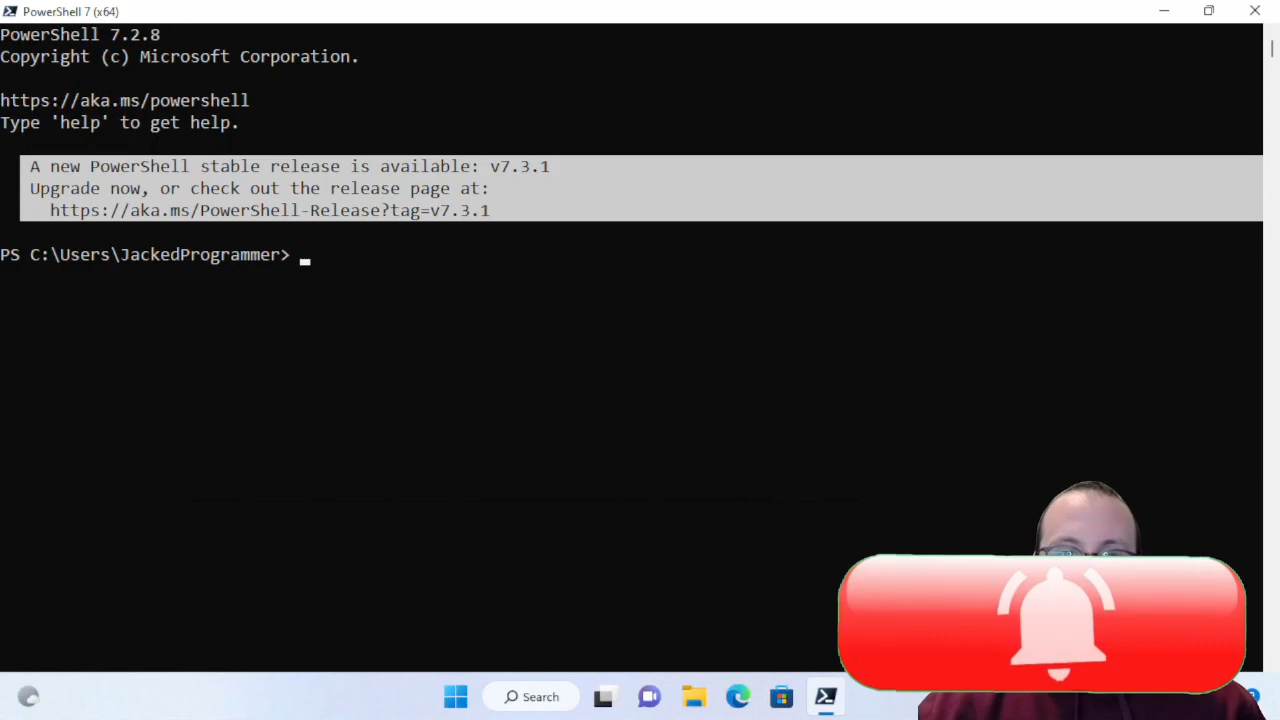 PowerShell 7 (x64)
PowerShell 7.2.8
Copyright (c) Microsoft Corporation.
https://aka.ms/powershell
Type 'help' to get help.
A new PowerShell stable release is available: v7.3.1
Upgrade now, or check out the release page at:
https://aka.ms/PowerShell-Release?tag=v7.3.1
PS C:\Users\JackedProgrammer>
Search